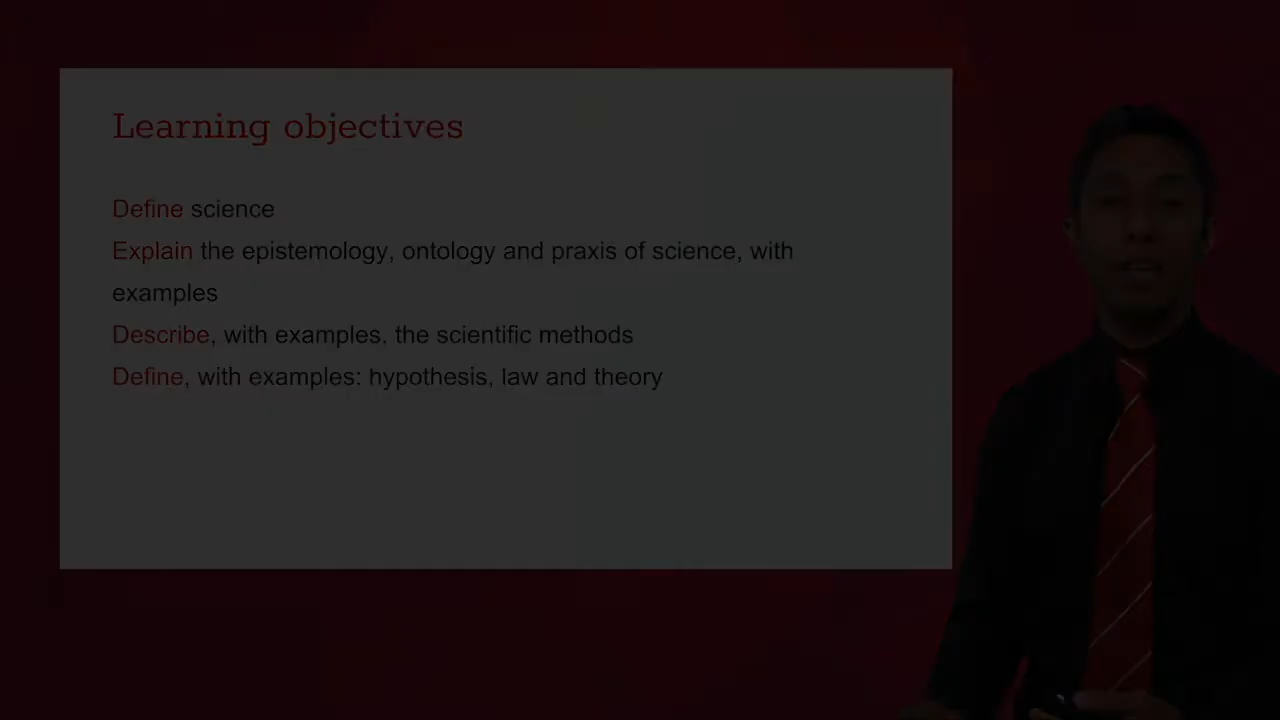 Learning objectives
Define science
Explain the epistemology, ontology and praxis of science, with
examples
Describe, with examples, the scientific methods
Define, with examples: hypothesis, law and theory